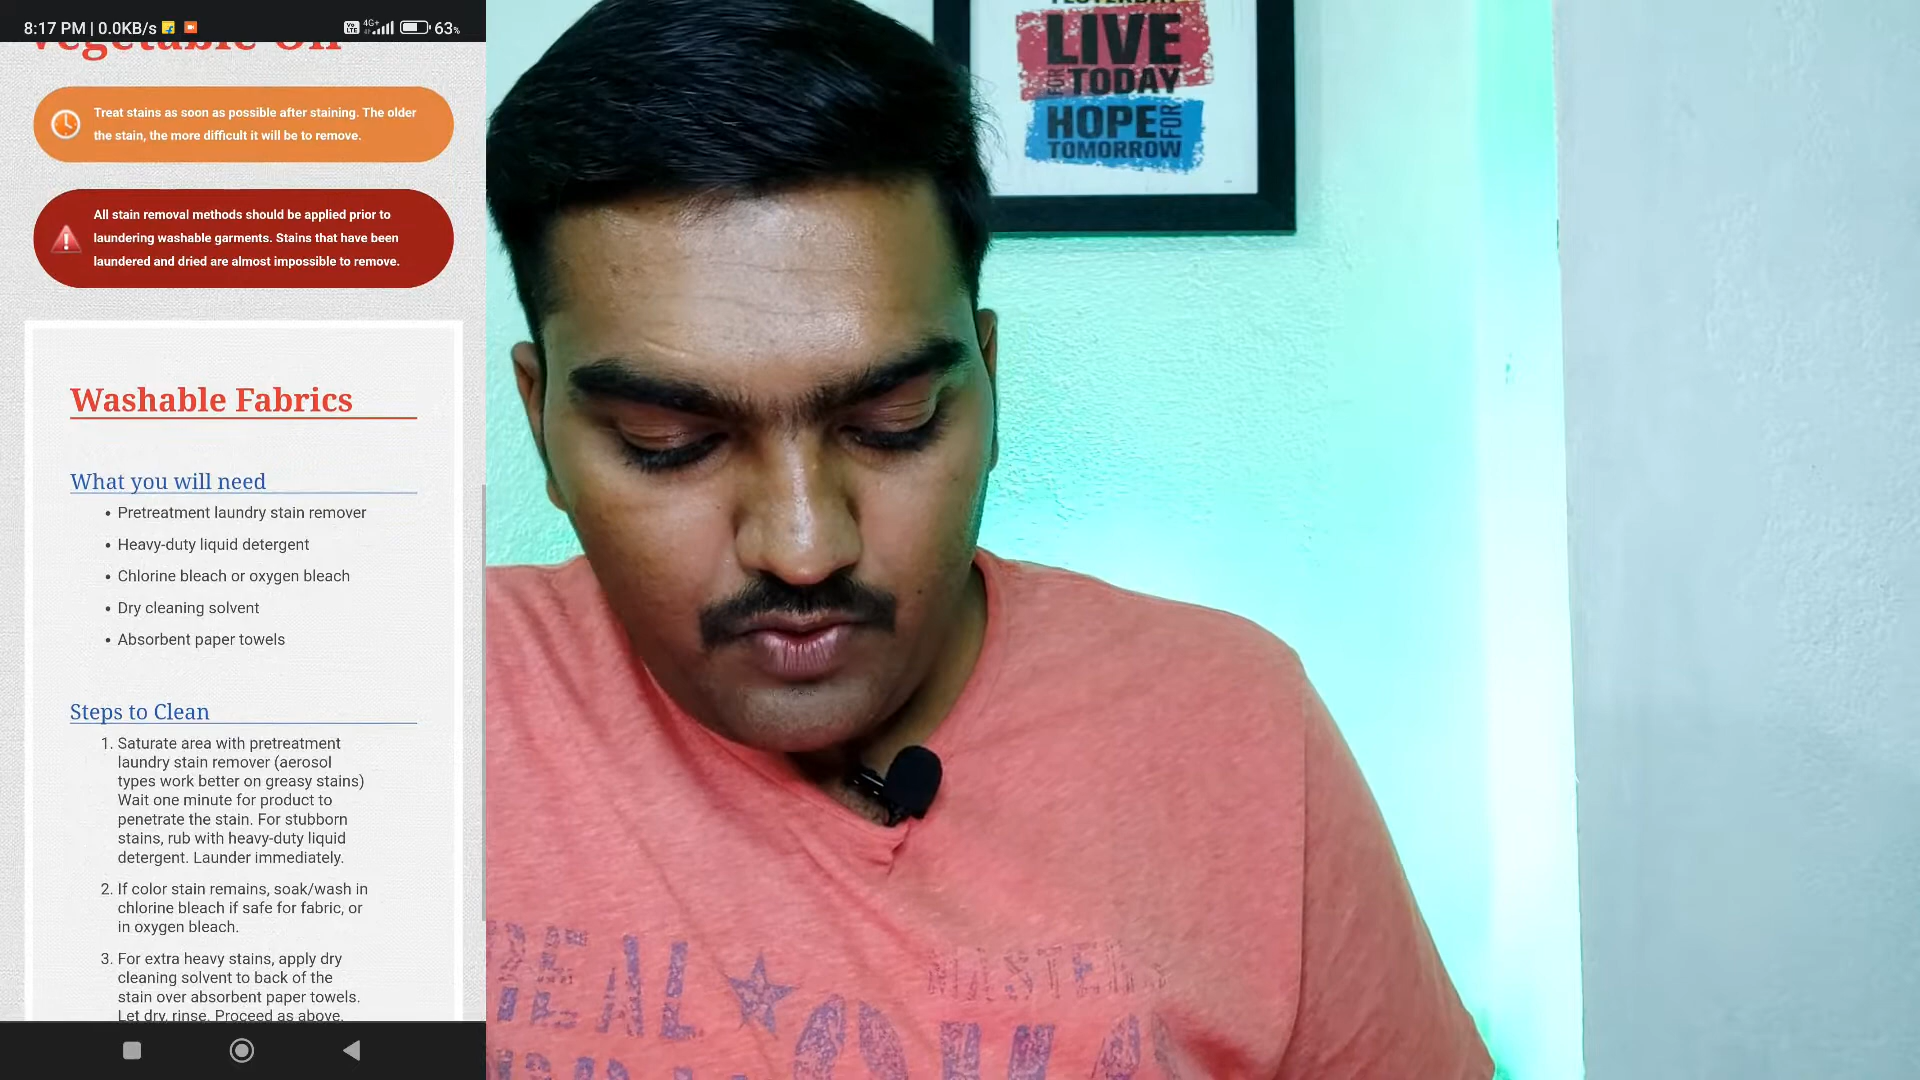 8:17 PM | 0.0KB/s
4G+
63%
Vegetable Oil
Treat stains as soon as possible after staining. The older
the stain, the more difficult it will be to remove.
All stain removal methods should be applied prior to
laundering washable garments. Stains that have been
laundered and dried are almost impossible to remove.
Washable Fabrics
What you will need
• Pretreatment laundry stain remover
• Heavy-duty liquid detergent
• Chlorine bleach or oxygen bleach
• Dry cleaning solvent
• Absorbent paper towels
Steps to Clean
1. Saturate area with pretreatment
laundry stain remover (aerosol
types work better on greasy stains)
Wait one minute for product to
penetrate the stain. For stubborn
stains, rub with heavy-duty liquid
detergent. Launder immediately.
2. If color stain remains, soak/wash in
chlorine bleach if safe for fabric, or
in oxygen bleach.
3. For extra heavy stains, apply dry
cleaning solvent to back of the
stain over absorbent paper towels.
Let dry, rinse. Proceed as above.
YESTERDAY
LIVE
FOR
TODAY
HOPE
FOR
TOMORROW
REAL
MASTERS